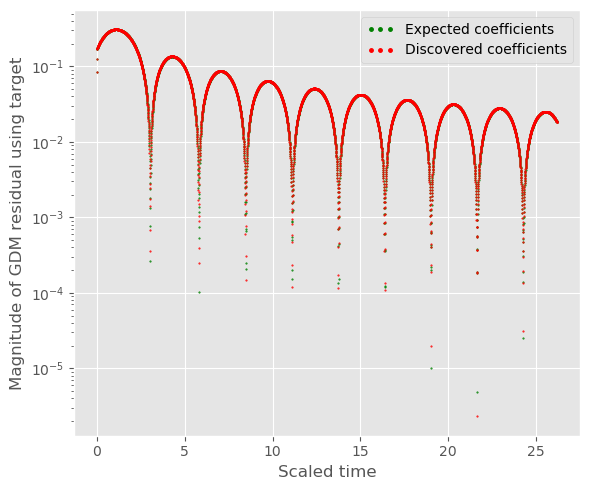 Expected coefficients
Discovered coefficients
Magnitude of GDM residual using target
10⁻¹
10⁻²
10⁻³
10⁻⁴
10⁻⁵
0 5 10 15 20 25
Scaled time